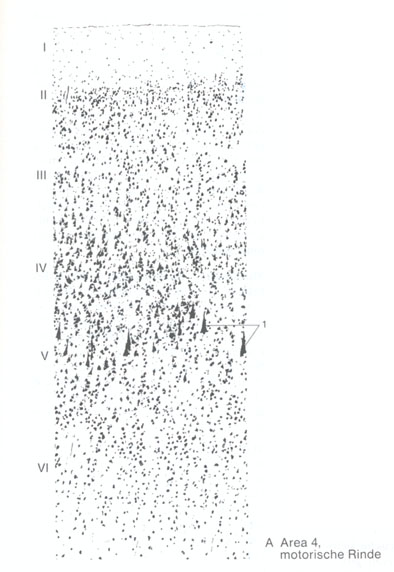 I
II
III
IV
1
V
VI
A Area 4,
motorische Rinde